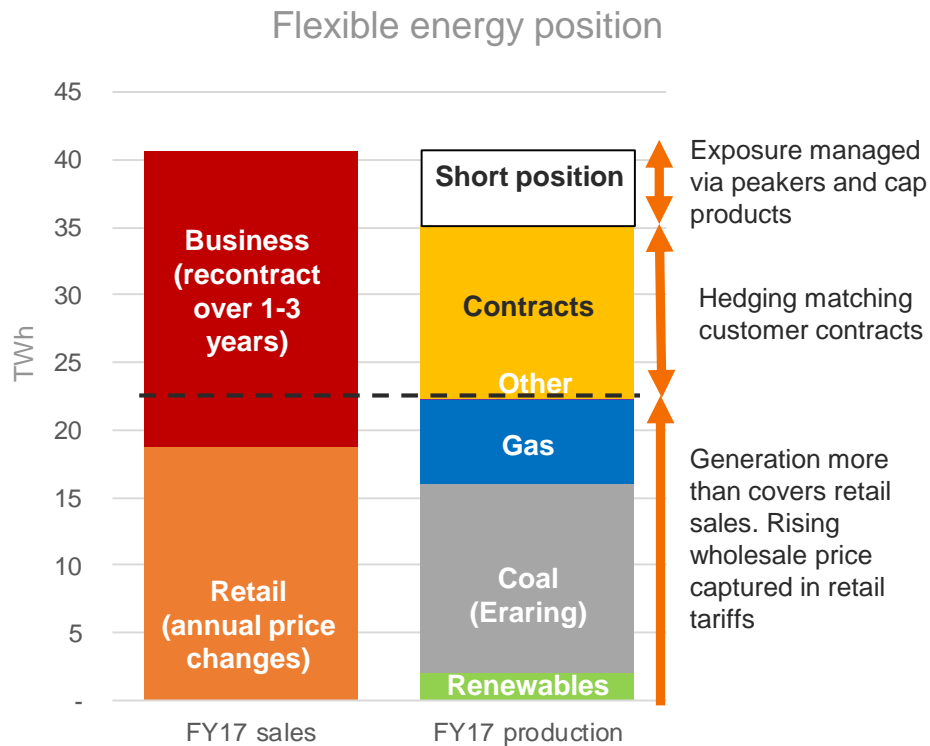 Flexible energy position
TWh
45
40
35
30
25
20
15
10
5
-
Business
(recontract
over 1-3
years)
Retail
(annual price
changes)
Short position
Contracts
Other
Gas
Coal
(Eraring)
Renewables
FY17 sales
FY17 production
Exposure managed
via peakers and cap
products
Hedging matching
customer contracts
Generation more
than covers retail
sales. Rising
wholesale price
captured in retail
tariffs